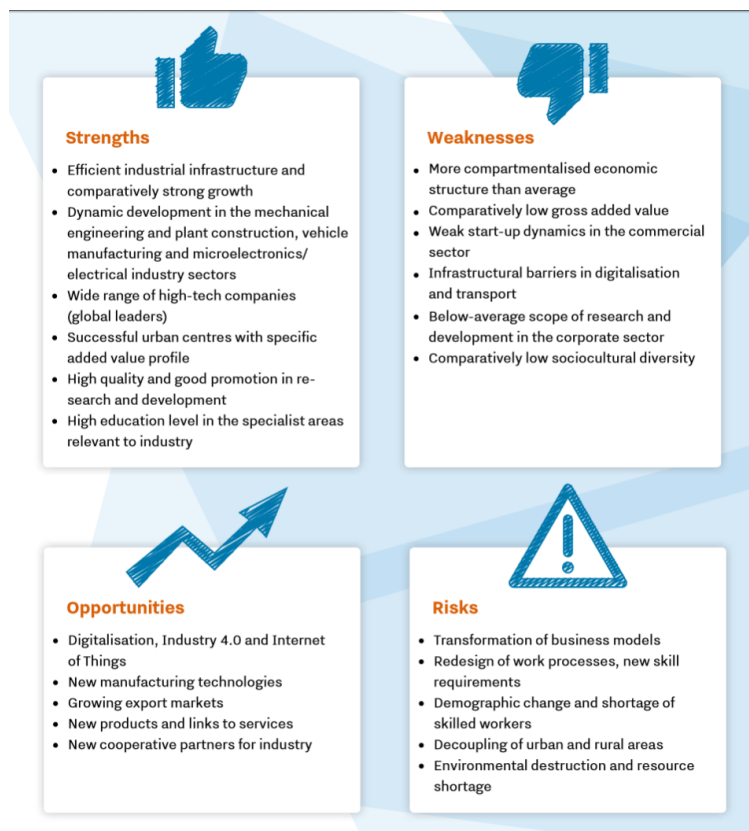 Strengths
• Efficient industrial infrastructure and
comparatively strong growth
• Dynamic development in the mechanical
engineering and plant construction, vehicle
manufacturing and microelectronics/
electrical industry sectors
• Wide range of high-tech companies
(global leaders)
• Successful urban centres with specific
added value profile
• High quality and good promotion in re-
search and development
• High education level in the specialist areas
relevant to industry
Weaknesses
• More compartmentalised economic
structure than average
• Comparatively low gross added value
• Weak start-up dynamics in the commercial
sector
• Infrastructural barriers in digitalisation
and transport
• Below-average scope of research and
development in the corporate sector
• Comparatively low sociocultural diversity
Opportunities
• Digitalisation, Industry 4.0 and Internet
of Things
• New manufacturing technologies
• Growing export markets
• New products and links to services
• New cooperative partners for industry
Risks
• Transformation of business models
• Redesign of work processes, new skill
requirements
• Demographic change and shortage of
skilled workers
• Decoupling of urban and rural areas
• Environmental destruction and resource
shortage